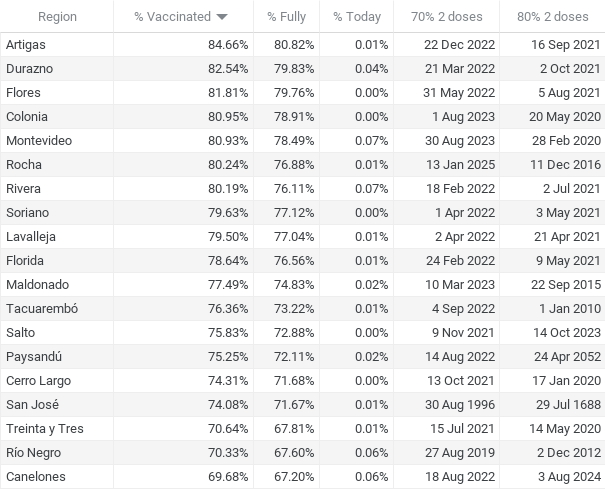 Region % Vaccinated % Fully % Today 70% 2 doses 80% 2 doses
Artigas 84.66% 80.82% 0.01% 22 Dec 2022 16 Sep 2021
Durazno 82.54% 79.83% 0.04% 21 Mar 2022 2 Oct 2021
Flores 81.81% 79.76% 0.00% 31 May 2022 5 Aug 2021
Colonia 80.95% 78.91% 0.00% 1 Aug 2023 20 May 2020
Montevideo 80.93% 78.49% 0.07% 30 Aug 2023 28 Feb 2020
Rocha 80.24% 76.88% 0.01% 13 Jan 2025 11 Dec 2016
Rivera 80.19% 76.11% 0.07% 18 Feb 2022 2 Jul 2021
Soriano 79.63% 77.12% 0.00% 1 Apr 2022 3 May 2021
Lavalleja 79.50% 77.04% 0.01% 2 Apr 2022 21 Apr 2021
Florida 78.64% 76.56% 0.01% 24 Feb 2022 9 May 2021
Maldonado 77.49% 74.83% 0.02% 10 Mar 2023 22 Sep 2015
Tacuarembó 76.36% 73.22% 0.01% 4 Sep 2022 1 Jan 2010
Salto 75.83% 72.88% 0.00% 9 Nov 2021 14 Oct 2023
Paysandú 75.25% 72.11% 0.02% 14 Aug 2022 24 Apr 2052
Cerro Largo 74.31% 71.68% 0.00% 13 Oct 2021 17 Jan 2020
San José 74.08% 71.67% 0.01% 30 Aug 1996 29 Jul 1688
Treinta y Tres 70.64% 67.81% 0.01% 15 Jul 2021 14 May 2020
Río Negro 70.33% 67.60% 0.06% 27 Aug 2019 2 Dec 2012
Canelones 69.68% 67.20% 0.06% 18 Aug 2022 3 Aug 2024